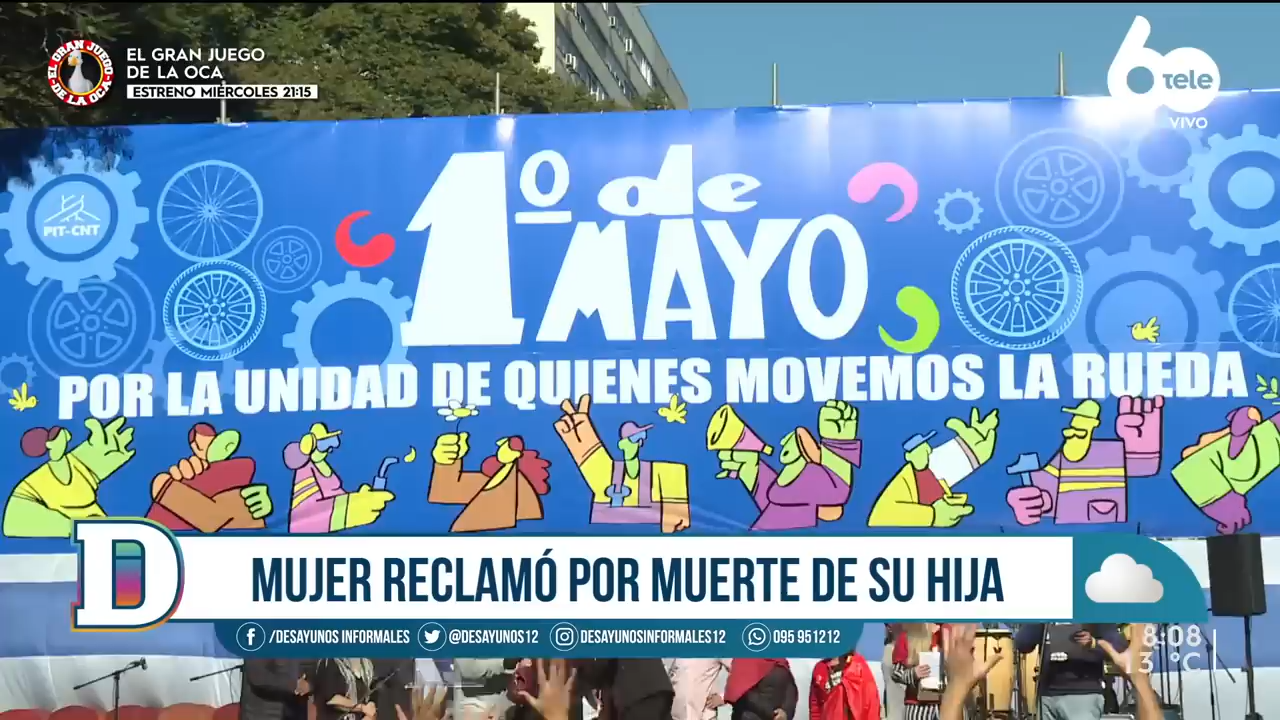 EL GRAN JUEGO DE LA OCA
EL GRAN JUEGO
DE LA OCA
ESTRENO MIÉRCOLES 21:15
6
tele
VIVO
PIT-CNT
1º de
MAYO
POR LA UNIDAD DE QUIENES MOVEMOS LA RUEDA
D
MUJER RECLAMÓ POR MUERTE DE SU HIJA
/DESAYUNOS INFORMALES
@DESAYUNOS12
DESAYUNOSINFORMALES12
095 951212
8:08
13 °C